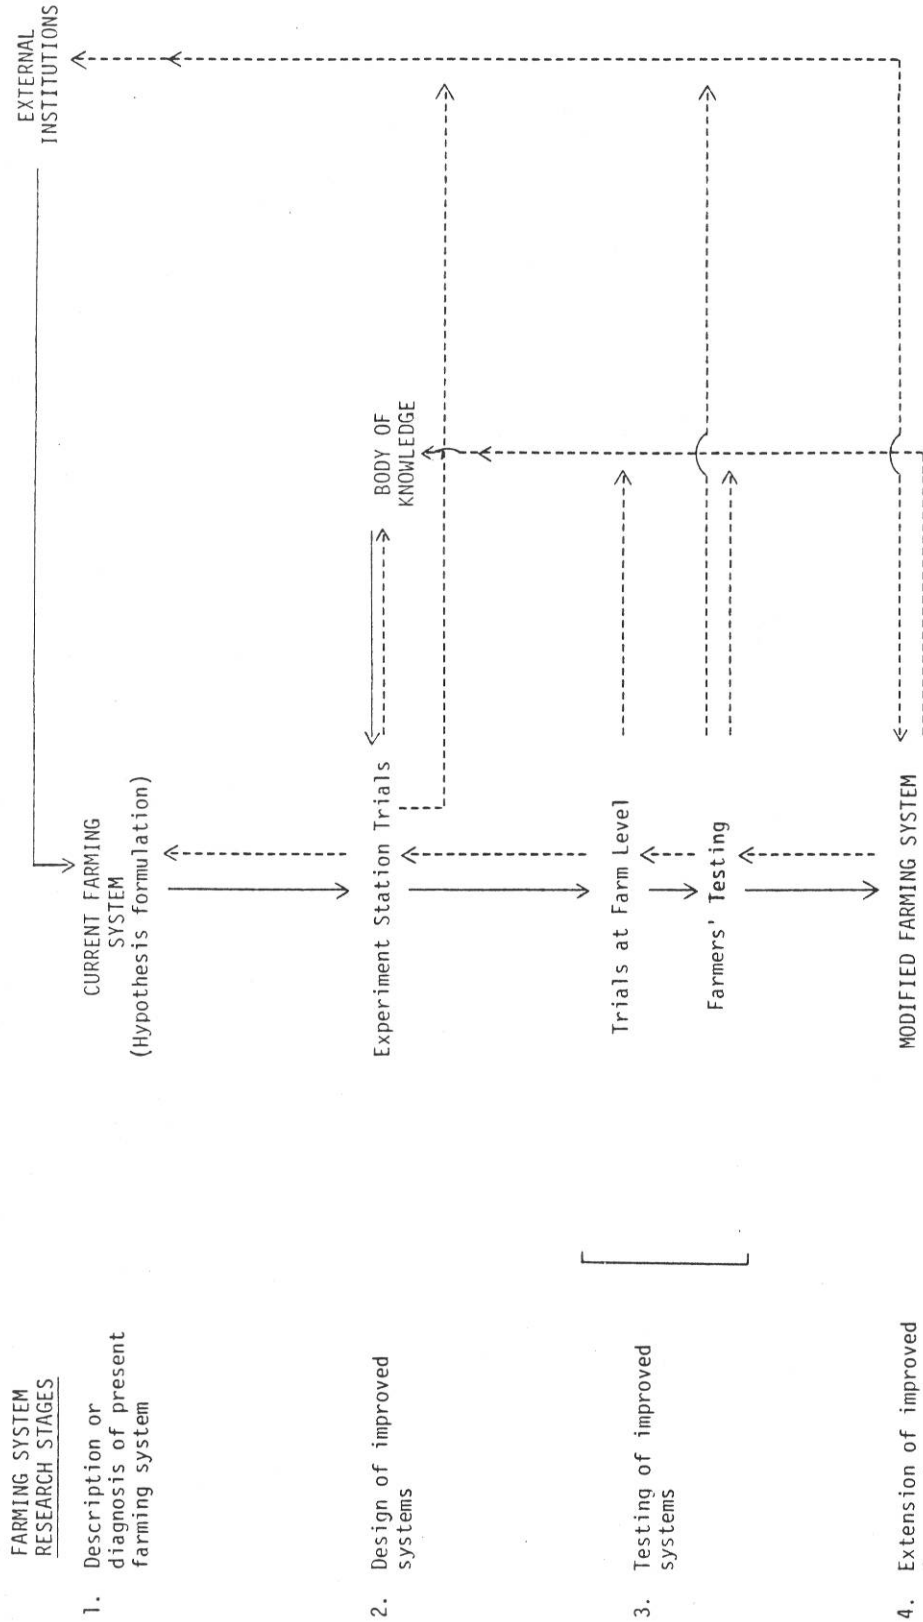 FARMING SYSTEM
RESEARCH STAGES
1. Description or
diagnosis of present
farming system
2. Design of improved
systems
3. Testing of improved
systems
4. Extension of improved
EXTERNAL
INSTITUTIONS
CURRENT FARMING
SYSTEM
(Hypothesis formulation)
Experiment Station Trials
BODY OF
KNOWLEDGE
Trials at Farm Level
Farmers' Testing
MODIFIED FARMING SYSTEM